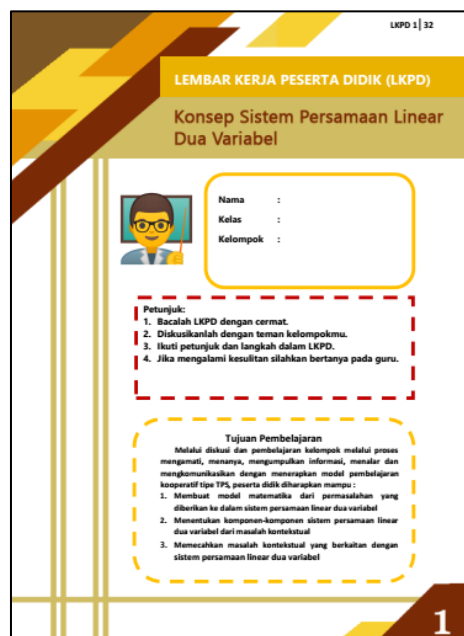 LKPD 1 | 32
LEMBAR KERJA PESERTA DIDIK (LKPD)
Konsep Sistem Persamaan Linear
Dua Variabel
Nama :
Kelas :
Kelompok :
Petunjuk:
1. Bacalah LKPD dengan cermat.
2. Diskusikanlah dengan teman kelompokmu.
3. Ikuti petunjuk dan langkah dalam LKPD.
4. Jika mengalami kesulitan silahkan bertanya pada guru.
Tujuan Pembelajaran
Melalui diskusi dan pembelajaran kelompok melalui proses
mengamati, menanya, mengumpulkan informasi, menalar dan
mengkomunikasikan dengan menerapkan model pembelajaran
kooperatif tipe TPS, peserta didik diharapkan mampu :
1. Membuat model matematika dari permasalahan yang
diberikan ke dalam sistem persamaan linear dua variabel
2. Menentukan komponen-komponen sistem persamaan linear
dua variabel dari masalah kontekstual
3. Memecahkan masalah kontekstual yang berkaitan dengan
sistem persamaan linear dua variabel
1